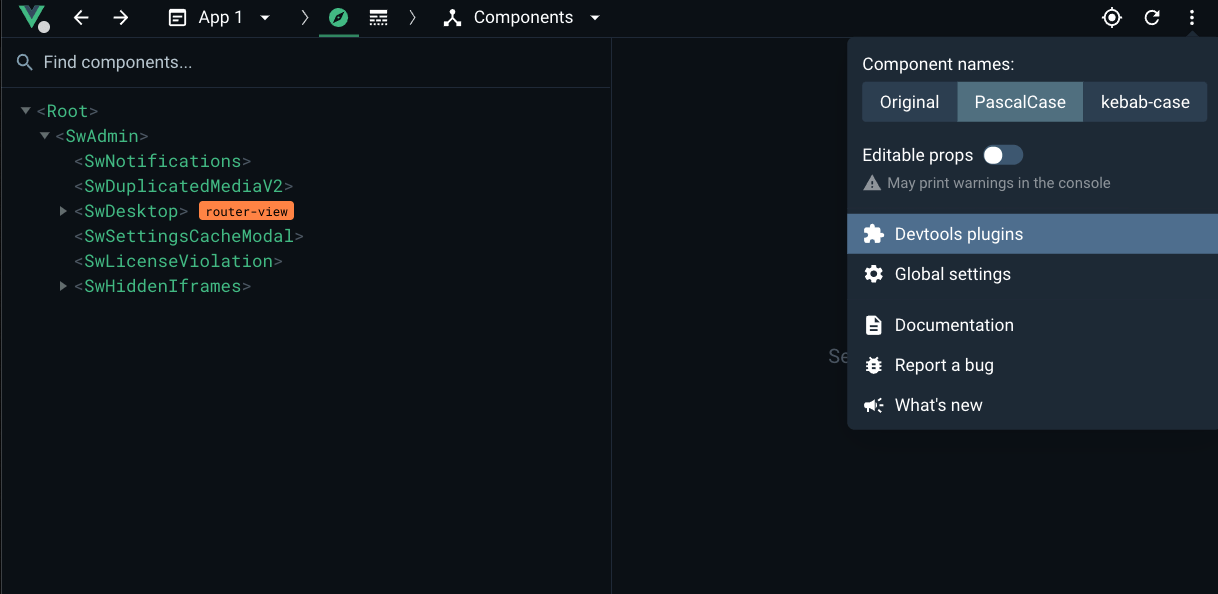 App 1
Components
Find components...
<Root>
<SwAdmin>
<SwNotifications>
<SwDuplicatedMediaV2>
<SwDesktop> router-view
<SwSettingsCacheModal>
<SwLicenseViolation>
<SwHiddenIframes>
Se
Component names:
Original PascalCase kebab-case
Editable props
May print warnings in the console
Devtools plugins
Global settings
Documentation
Report a bug
What's new